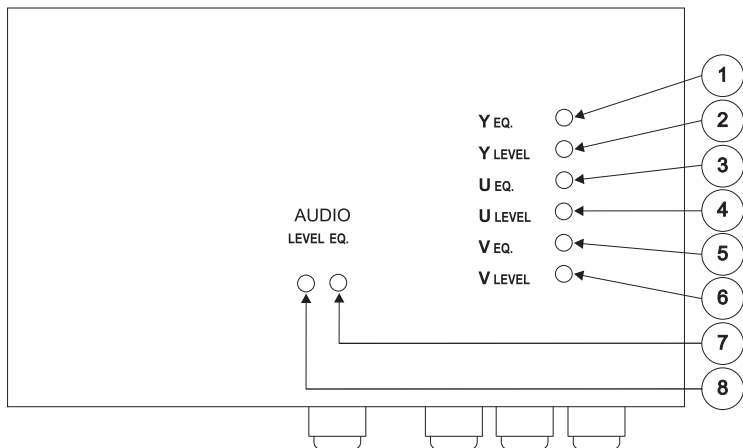 1
Y EQ.
2
Y LEVEL
3
U EQ.
4
AUDIO
U LEVEL
LEVEL EQ.
5
V EQ.
6
V LEVEL
7
8